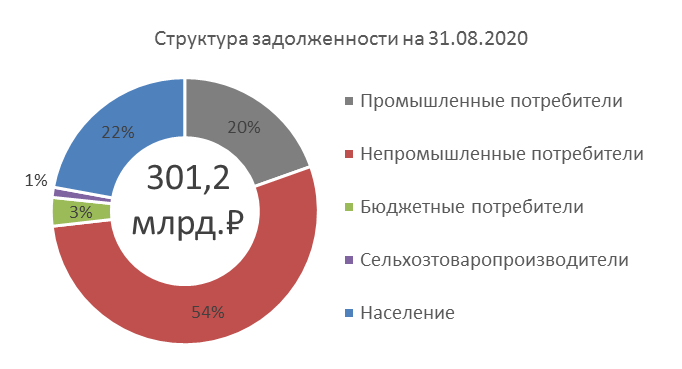 Структура задолженности на 31.08.2020
20%
54%
3%
1%
22%
301,2
млрд.₽
Промышленные потребители
Непромышленные потребители
Бюджетные потребители
Сельхозтоваропроизводители
Население